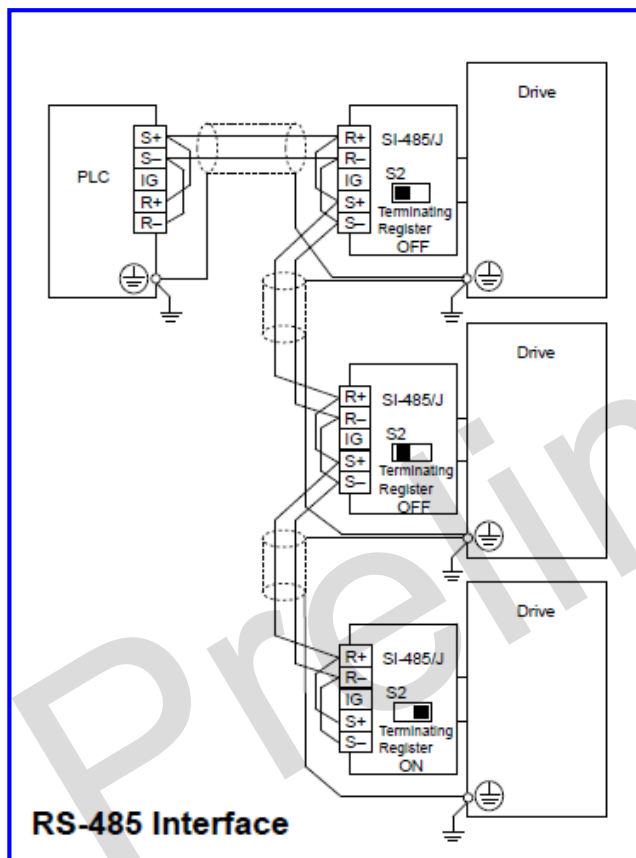 Drive
PLC
S+
S–
IG
R+
R–
R+
R–
IG
S+
S–
SI-485/J
S2
Terminating
Register
OFF
Drive
R+
R–
IG
S+
S–
SI-485/J
S2
Terminating
Register
OFF
Drive
R+
R–
IG
S+
S–
SI-485/J
S2
Terminating
Register
ON
RS-485 Interface
Prelim